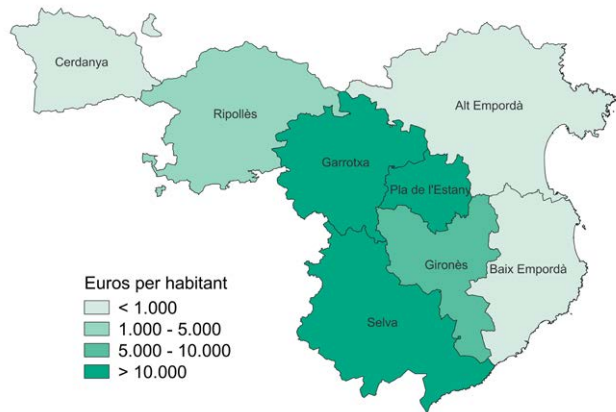 Cerdanya
Ripollès
Alt Empordà
Garrotxa
Pla de l'Estany
Gironès
Baix Empordà
Selva
Euros per habitant
< 1.000
1.000 - 5.000
5.000 - 10.000
> 10.000